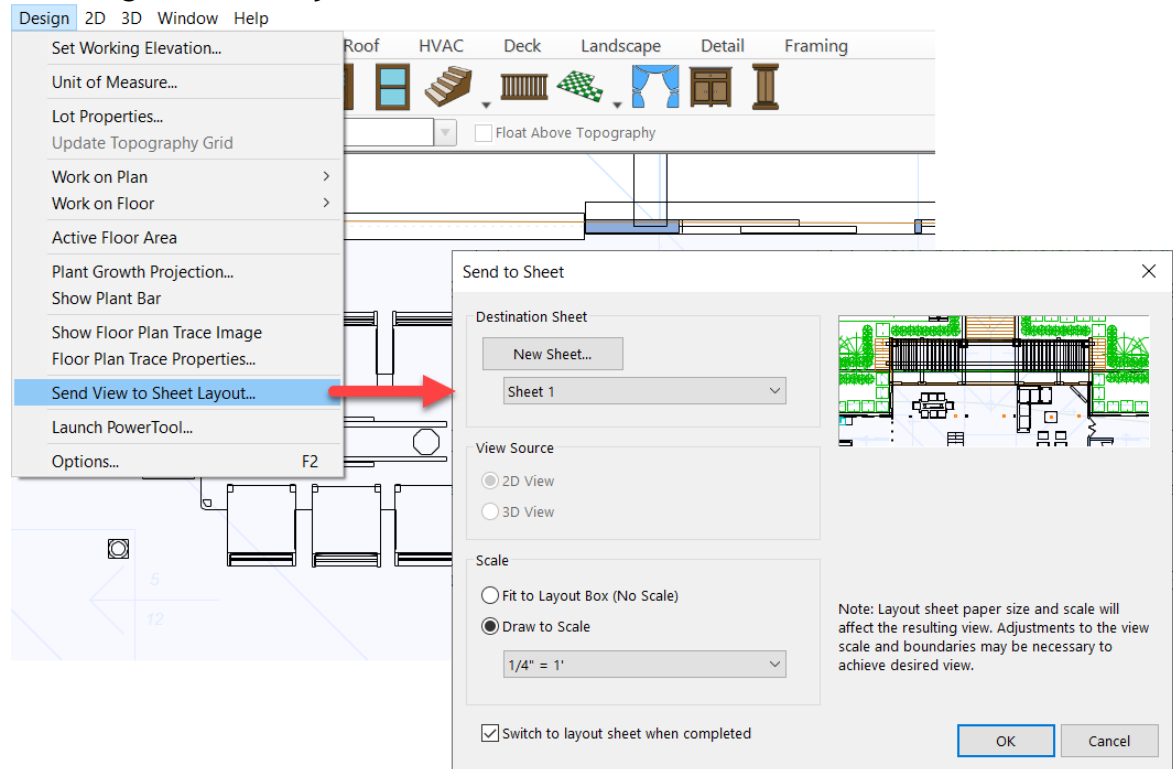 Design 2D 3D Window Help
Set Working Elevation...
Unit of Measure...
Lot Properties...
Update Topography Grid
Work on Plan >
Work on Floor >
Active Floor Area
Plant Growth Projection...
Show Plant Bar
Show Floor Plan Trace Image
Floor Plan Trace Properties...
Send View to Sheet Layout...
Launch PowerTool...
Options... F2
Roof HVAC Deck Landscape Detail Framing
Float Above Topography
5
12
Send to Sheet
Destination Sheet
New Sheet...
Sheet 1
View Source
2D View
3D View
Scale
Fit to Layout Box (No Scale)
Draw to Scale
1/4" = 1'
Switch to layout sheet when completed
Note: Layout sheet paper size and scale will
affect the resulting view. Adjustments to the view
scale and boundaries may be necessary to
achieve desired view.
OK Cancel